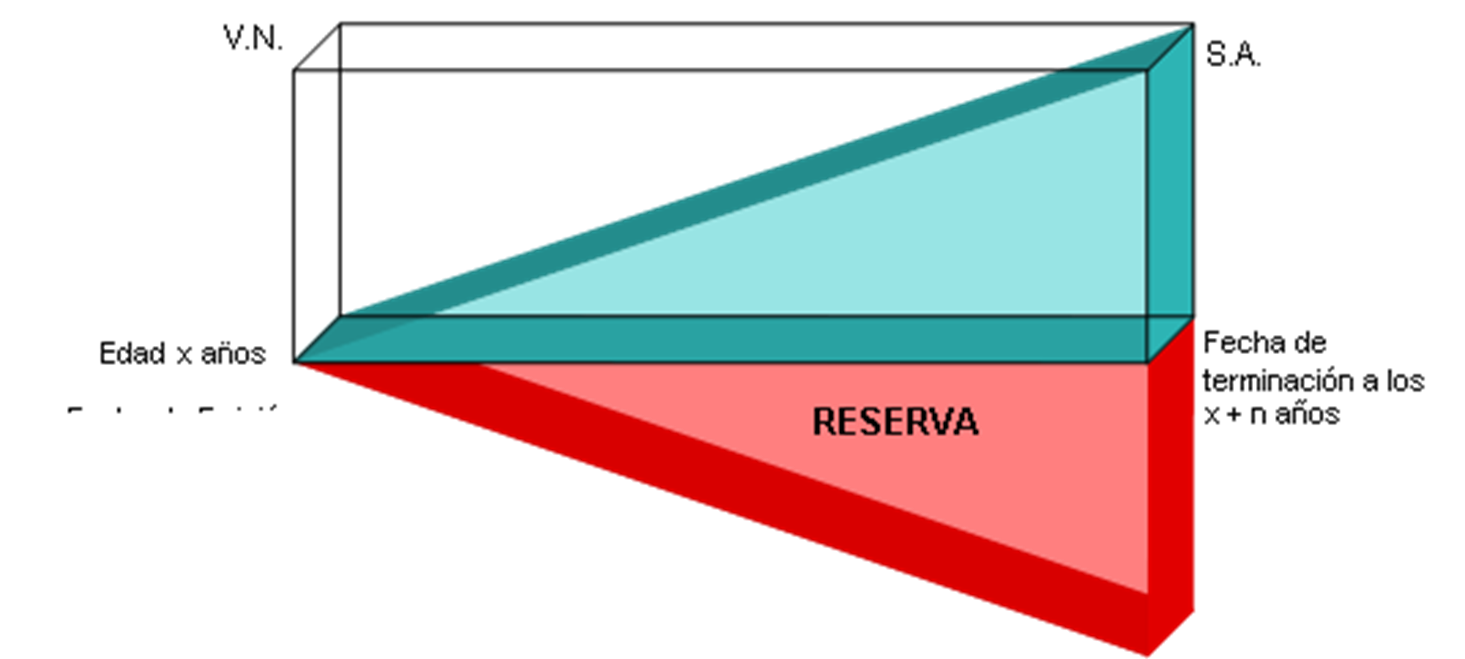 V.N.
S.A.
Edad x años
RESERVA
Fecha de
terminación a los
x + n años